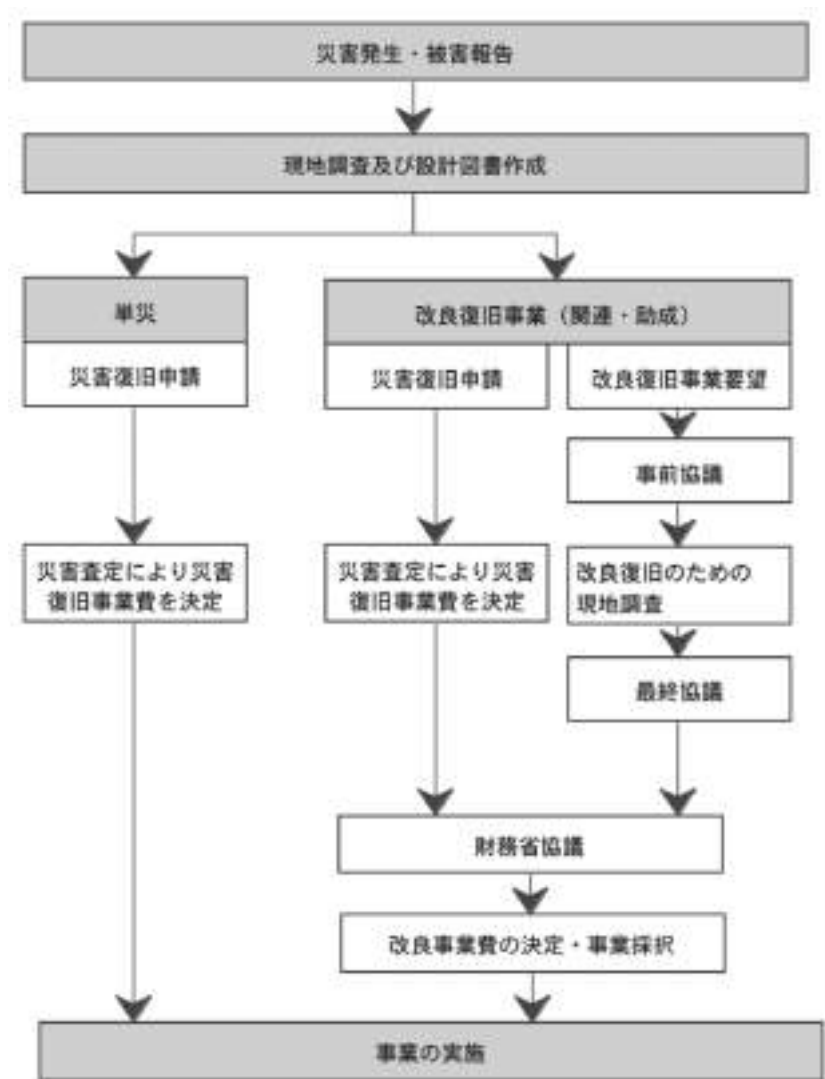 災害発生・被害報告
現地調査及び設計図書作成
単災
災害復旧申請
災害査定により災害
復旧事業費を決定
改良復旧事業（関連・助成）
災害復旧申請
災害査定により災害
復旧事業費を決定
改良復旧事業要望
事前協議
改良復旧のための
現地調査
最終協議
財務省協議
改良事業費の決定・事業採択
事業の実施